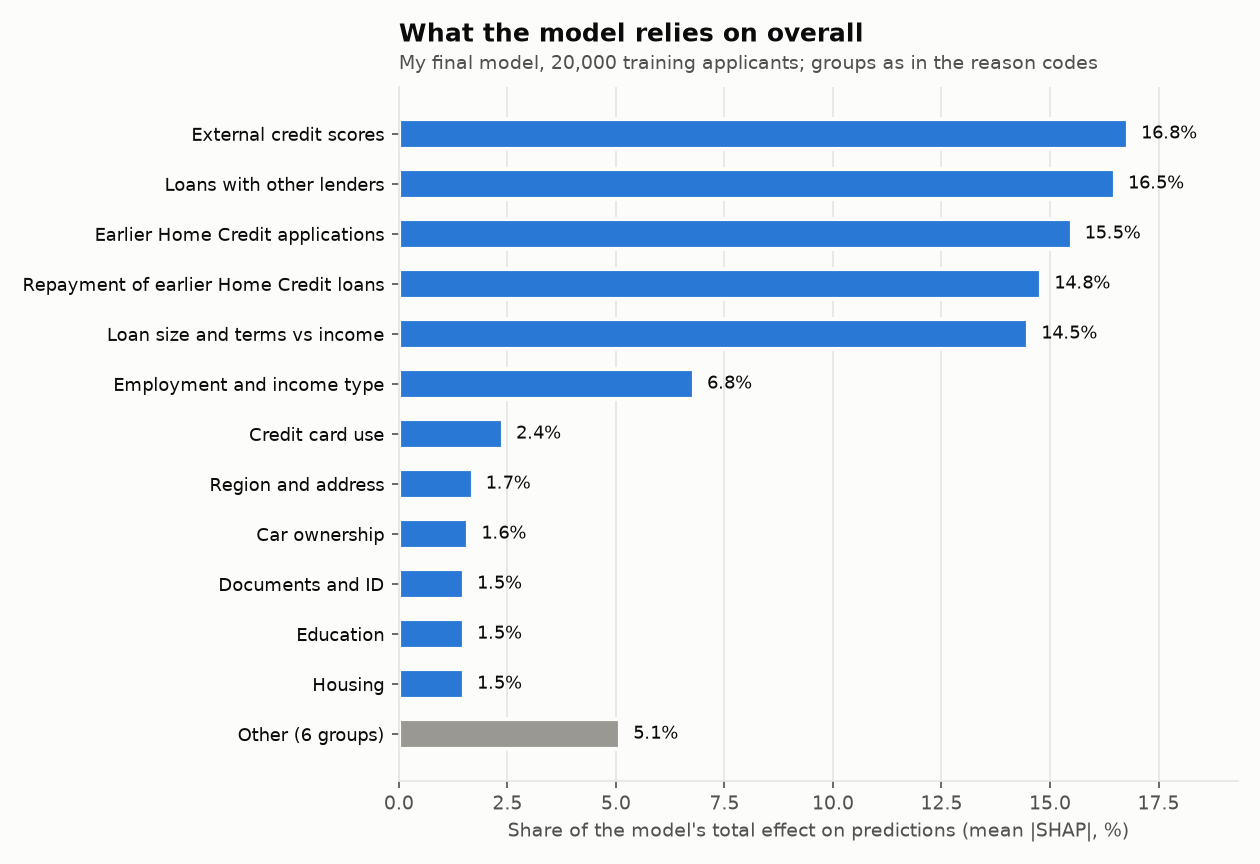 What the model relies on overall
My final model, 20,000 training applicants; groups as in the reason codes
External credit scores 16.8%
Loans with other lenders 16.5%
Earlier Home Credit applications 15.5%
Repayment of earlier Home Credit loans 14.8%
Loan size and terms vs income 14.5%
Employment and income type 6.8%
Credit card use 2.4%
Region and address 1.7%
Car ownership 1.6%
Documents and ID 1.5%
Education 1.5%
Housing 1.5%
Other (6 groups) 5.1%
0.0 2.5 5.0 7.5 10.0 12.5 15.0 17.5
Share of the model's total effect on predictions (mean |SHAP|, %)